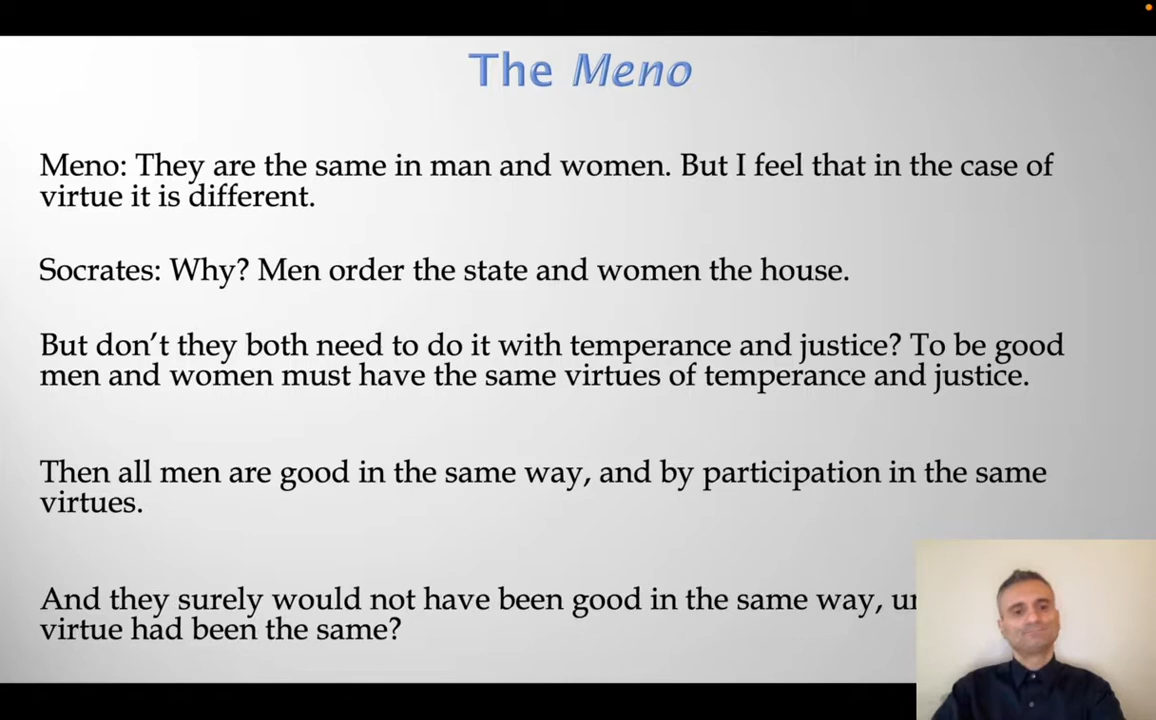 The Meno
Meno: They are the same in man and women. But I feel that in the case of
virtue it is different.
Socrates: Why? Men order the state and women the house.
But don’t they both need to do it with temperance and justice? To be good
men and women must have the same virtues of temperance and justice.
Then all men are good in the same way, and by participation in the same
virtues.
And they surely would not have been good in the same way,
virtue had been the same?